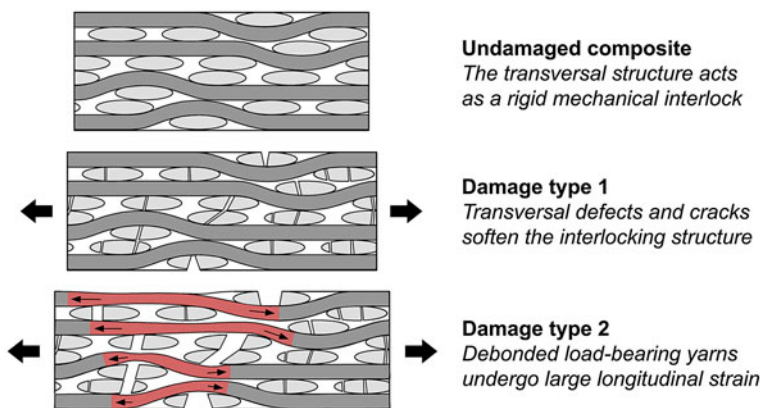 Undamaged composite
The transversal structure acts
as a rigid mechanical interlock
Damage type 1
Transversal defects and cracks
soften the interlocking structure
Damage type 2
Debonded load-bearing yarns
undergo large longitudinal strain